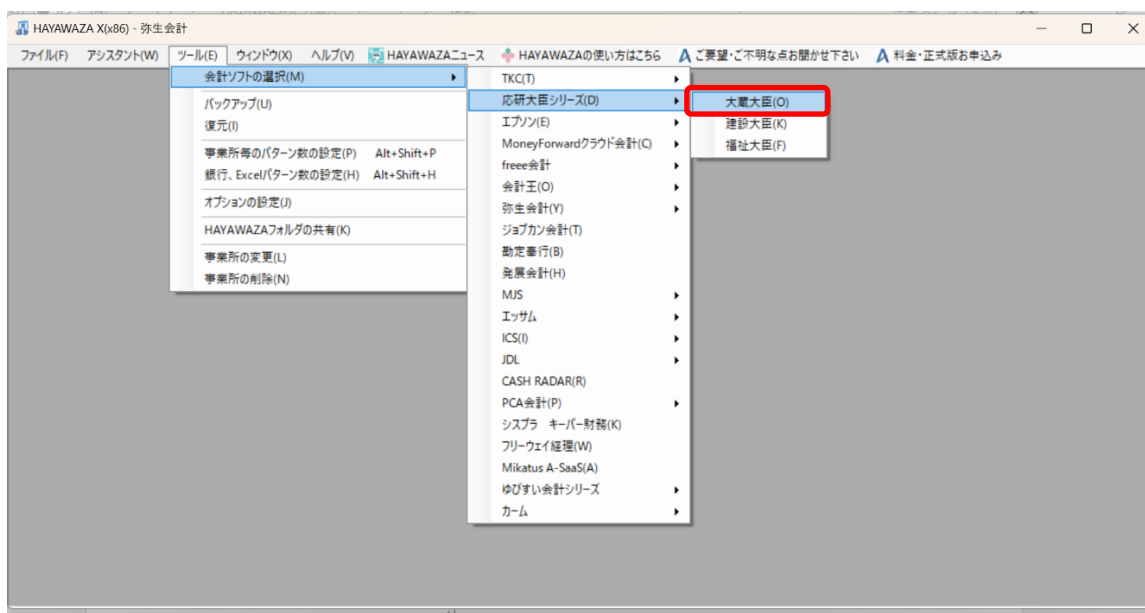 HAYAWAZA X(x86) - 弥生会計
ファイル(F) アシスタント(W) ツール(E) ウィンドウ(X) ヘルプ(V) HAYAWAZAニュース HAYAWAZAの使い方はこちら ご要望・ご不明な点お聞かせ下さい 料金・正式版お申込み
会計ソフトの選択(M)
バックアップ(U)
復元(I)
事業所毎のパターン数の設定(P) Alt+Shift+P
銀行、Excelパターン数の設定(H) Alt+Shift+H
オプションの設定(J)
HAYAWAZAフォルダの共有(K)
事業所の変更(L)
事業所の削除(N)
TKC(T)
応研大臣シリーズ(D)
エプソン(E)
MoneyForwardクラウド会計(C)
freee会計
会計王(O)
弥生会計(Y)
ジョブカン会計(T)
勘定奉行(B)
発展会計(H)
MJS
エッサム
ICS(I)
JDL
CASH RADAR(R)
PCA会計(P)
シスプラ　キーパー財務(K)
フリーウェイ経理(W)
Mikatus A-SaaS(A)
ゆびすい会計シリーズ
カーム
大蔵大臣(O)
建設大臣(K)
福祉大臣(F)